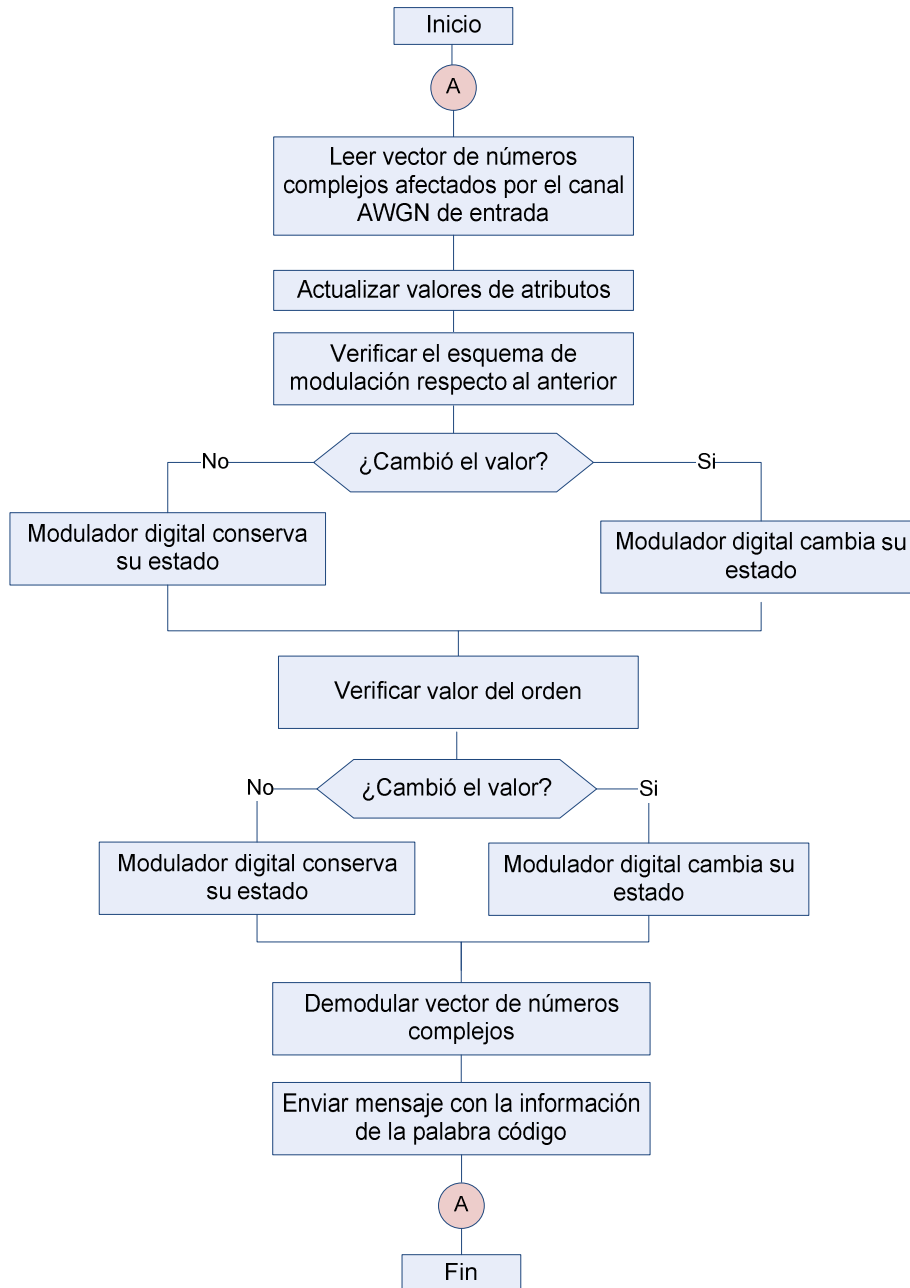 Inicio
A
Leer vector de números
complejos afectados por el canal
AWGN de entrada
Actualizar valores de atributos
Verificar el esquema de
modulación respecto al anterior
¿Cambió el valor?
No
Si
Modulador digital conserva
su estado
Modulador digital cambia su
estado
Verificar valor del orden
¿Cambió el valor?
No
Si
Modulador digital conserva
su estado
Modulador digital cambia su
estado
Demodular vector de números
complejos
Enviar mensaje con la información
de la palabra código
A
Fin